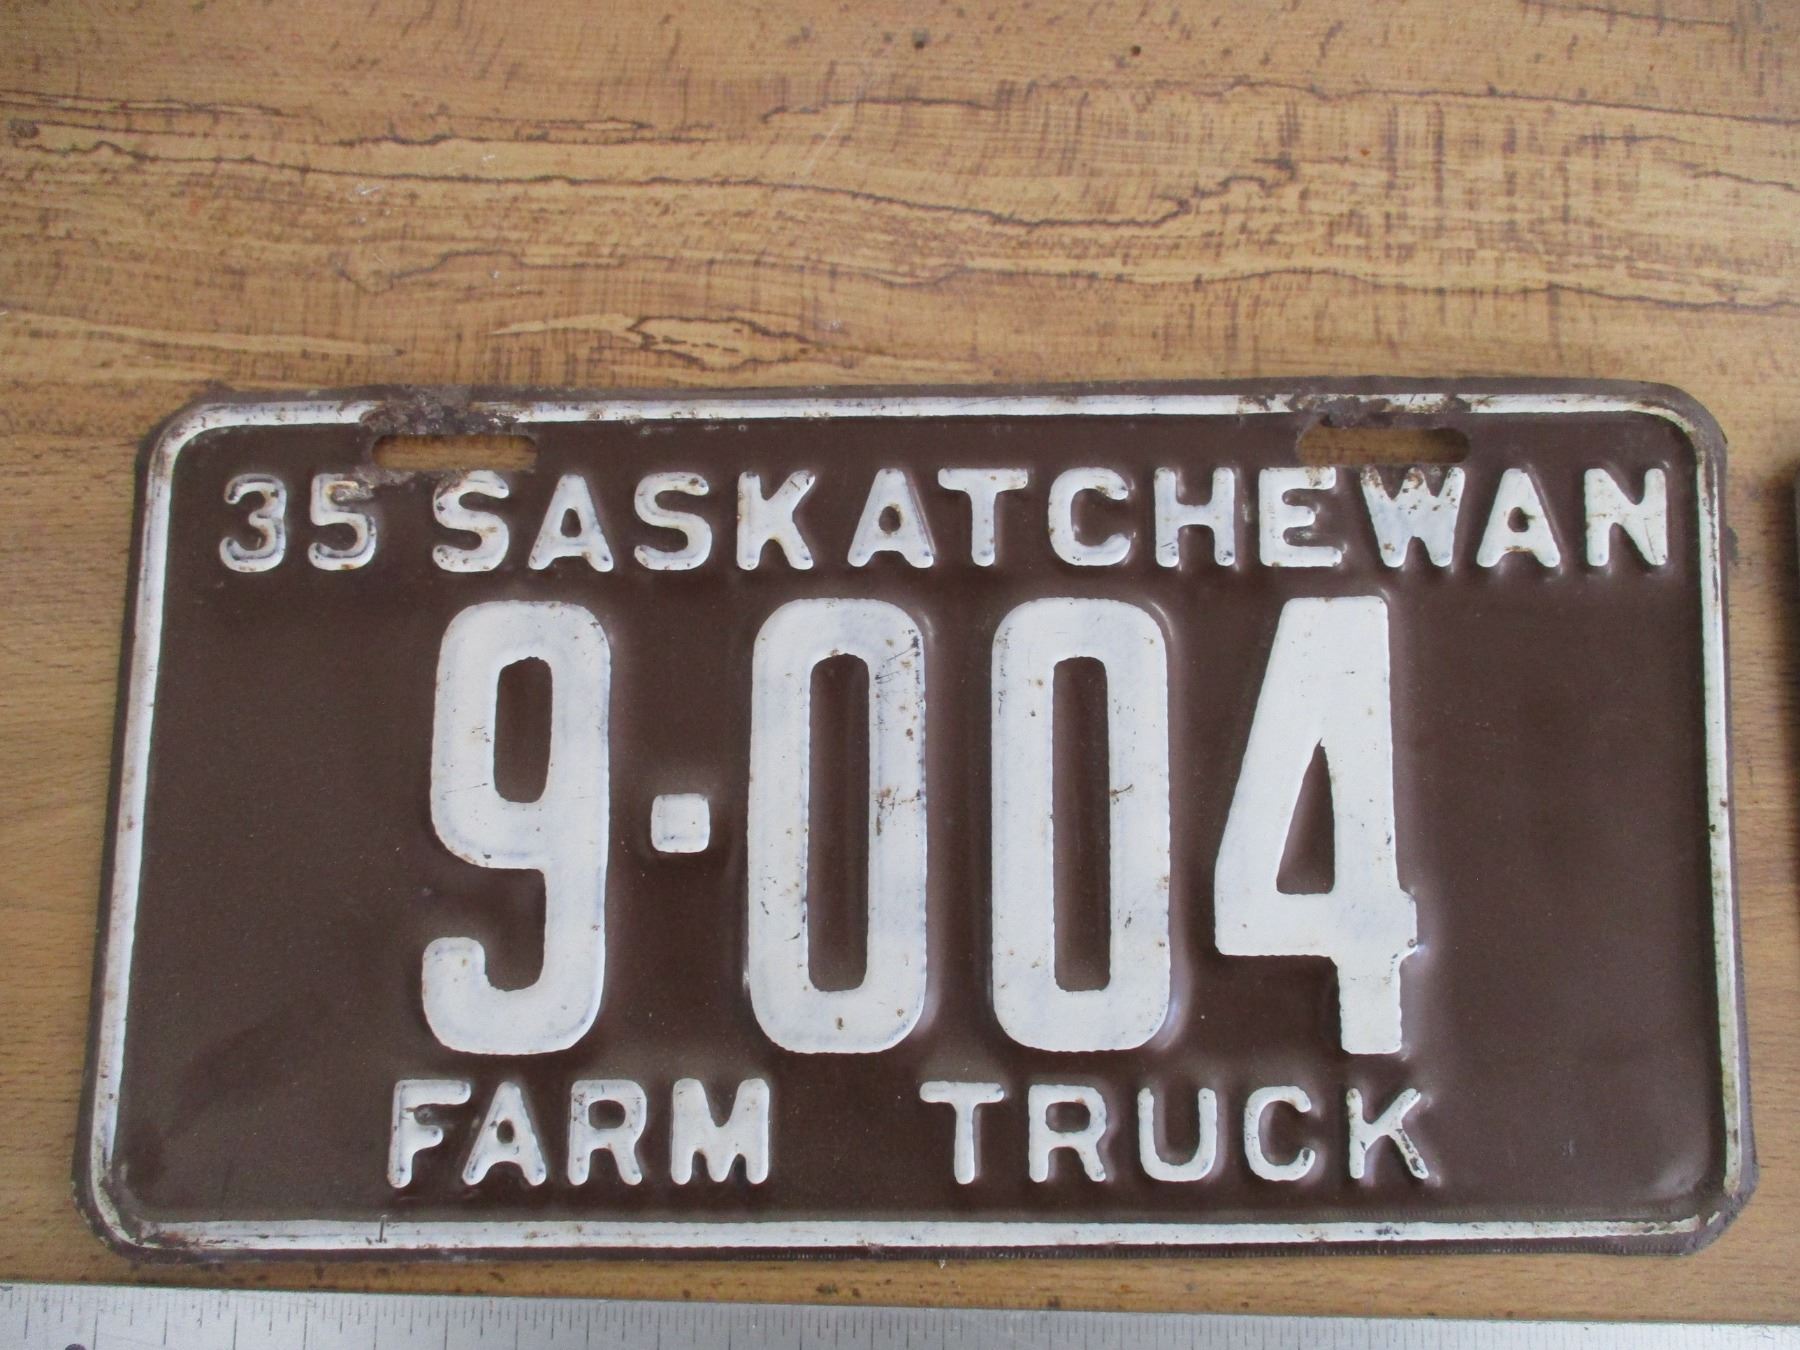 35 SASKATCHEWAN
9-004
FARM TRUCK